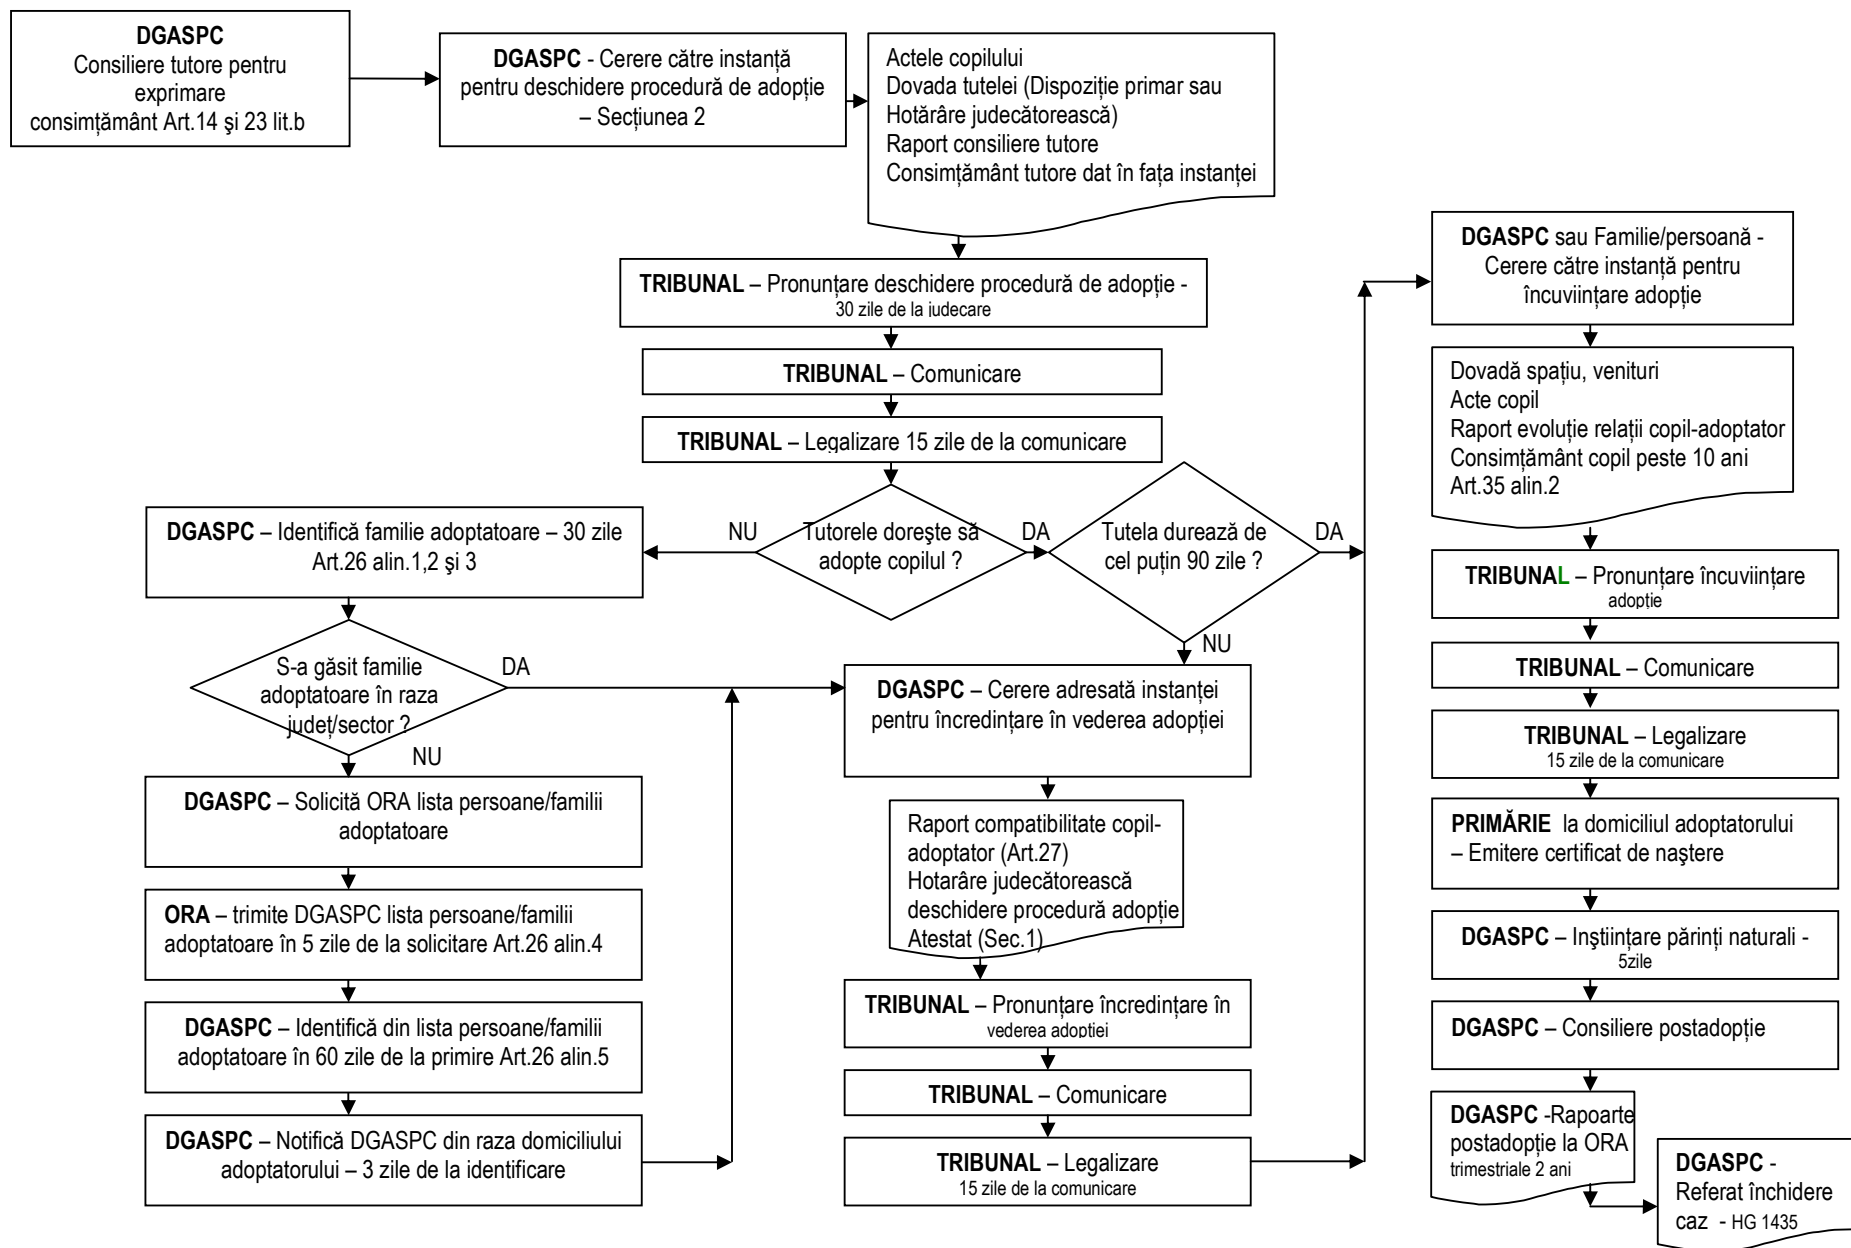 DGASPC
Consiliere tutore pentru
exprimare
consimțământ Art.14 şi 23 lit.b
DGASPC - Cerere către instanță
pentru deschidere procedură de adopție
– Secțiunea 2
Actele copilului
Dovada tutelei (Dispoziție primar sau
Hotărâre judecătorească)
Raport consiliere tutore
Consimțământ tutore dat în fața instanței
TRIBUNAL – Pronunțare deschidere procedură de adopție -
30 zile de la judecare
TRIBUNAL – Comunicare
TRIBUNAL – Legalizare 15 zile de la comunicare
Tutorele doreşte să
adopte copilul ?
NU
DA
Tutela durează de
cel puțin 90 zile ?
DA
NU
DGASPC – Identifică familie adoptatoare – 30 zile
Art.26 alin.1,2 şi 3
S-a găsit familie
adoptatoare în raza
județ/sector ?
DA
NU
DGASPC – Solicită ORA lista persoane/familii
adoptatoare
ORA – trimite DGASPC lista persoane/familii
adoptatoare în 5 zile de la solicitare Art.26 alin.4
DGASPC – Identifică din lista persoane/familii
adoptatoare în 60 zile de la primire Art.26 alin.5
DGASPC – Notifică DGASPC din raza domiciliului
adoptatorului – 3 zile de la identificare
DGASPC – Cerere adresată instanței
pentru încredințare în vederea adopției
Raport compatibilitate copil-
adoptator (Art.27)
Hotarâre judecătorească
deschidere procedură adopție
Atestat (Sec.1)
TRIBUNAL – Pronunțare încredințare în
vederea adopției
TRIBUNAL – Comunicare
TRIBUNAL – Legalizare
15 zile de la comunicare
DGASPC sau Familie/persoană -
Cerere către instanță pentru
încuviințare adopție
Dovadă spațiu, venituri
Acte copil
Raport evoluție relații copil-adoptator
Consimțământ copil peste 10 ani
Art.35 alin.2
TRIBUNAL – Pronunțare încuviințare
adopție
TRIBUNAL – Comunicare
TRIBUNAL – Legalizare
15 zile de la comunicare
PRIMĂRIE la domiciliul adoptatorului
– Emitere certificat de naştere
DGASPC – Inştiințare părinți naturali -
5zile
DGASPC – Consiliere postadopție
DGASPC -Rapoarte
postadopție la ORA
trimestriale 2 ani
DGASPC -
Referat închidere
caz - HG 1435